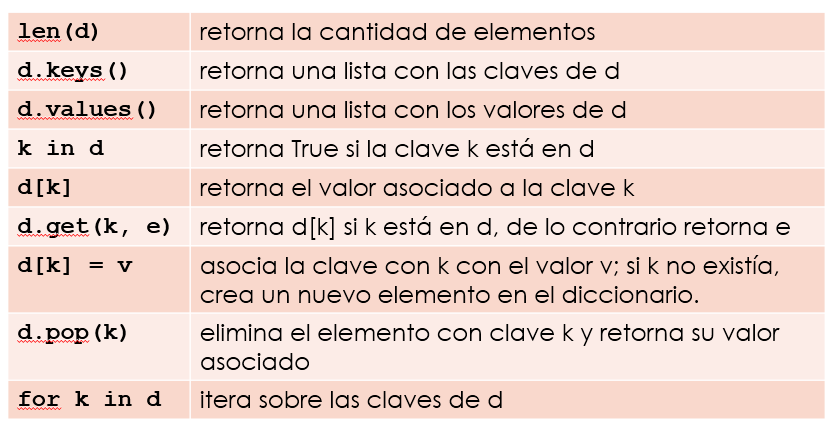 len(d) retorna la cantidad de elementos
d.keys() retorna una lista con las claves de d
d.values() retorna una lista con los valores de d
k in d retorna True si la clave k está en d
d[k] retorna el valor asociado a la clave k
d.get(k, e) retorna d[k] si k está en d, de lo contrario retorna e
d[k] = v asocia la clave con k con el valor v; si k no existía,
crea un nuevo elemento en el diccionario.
d.pop(k) elimina el elemento con clave k y retorna su valor
asociado
for k in d itera sobre las claves de d